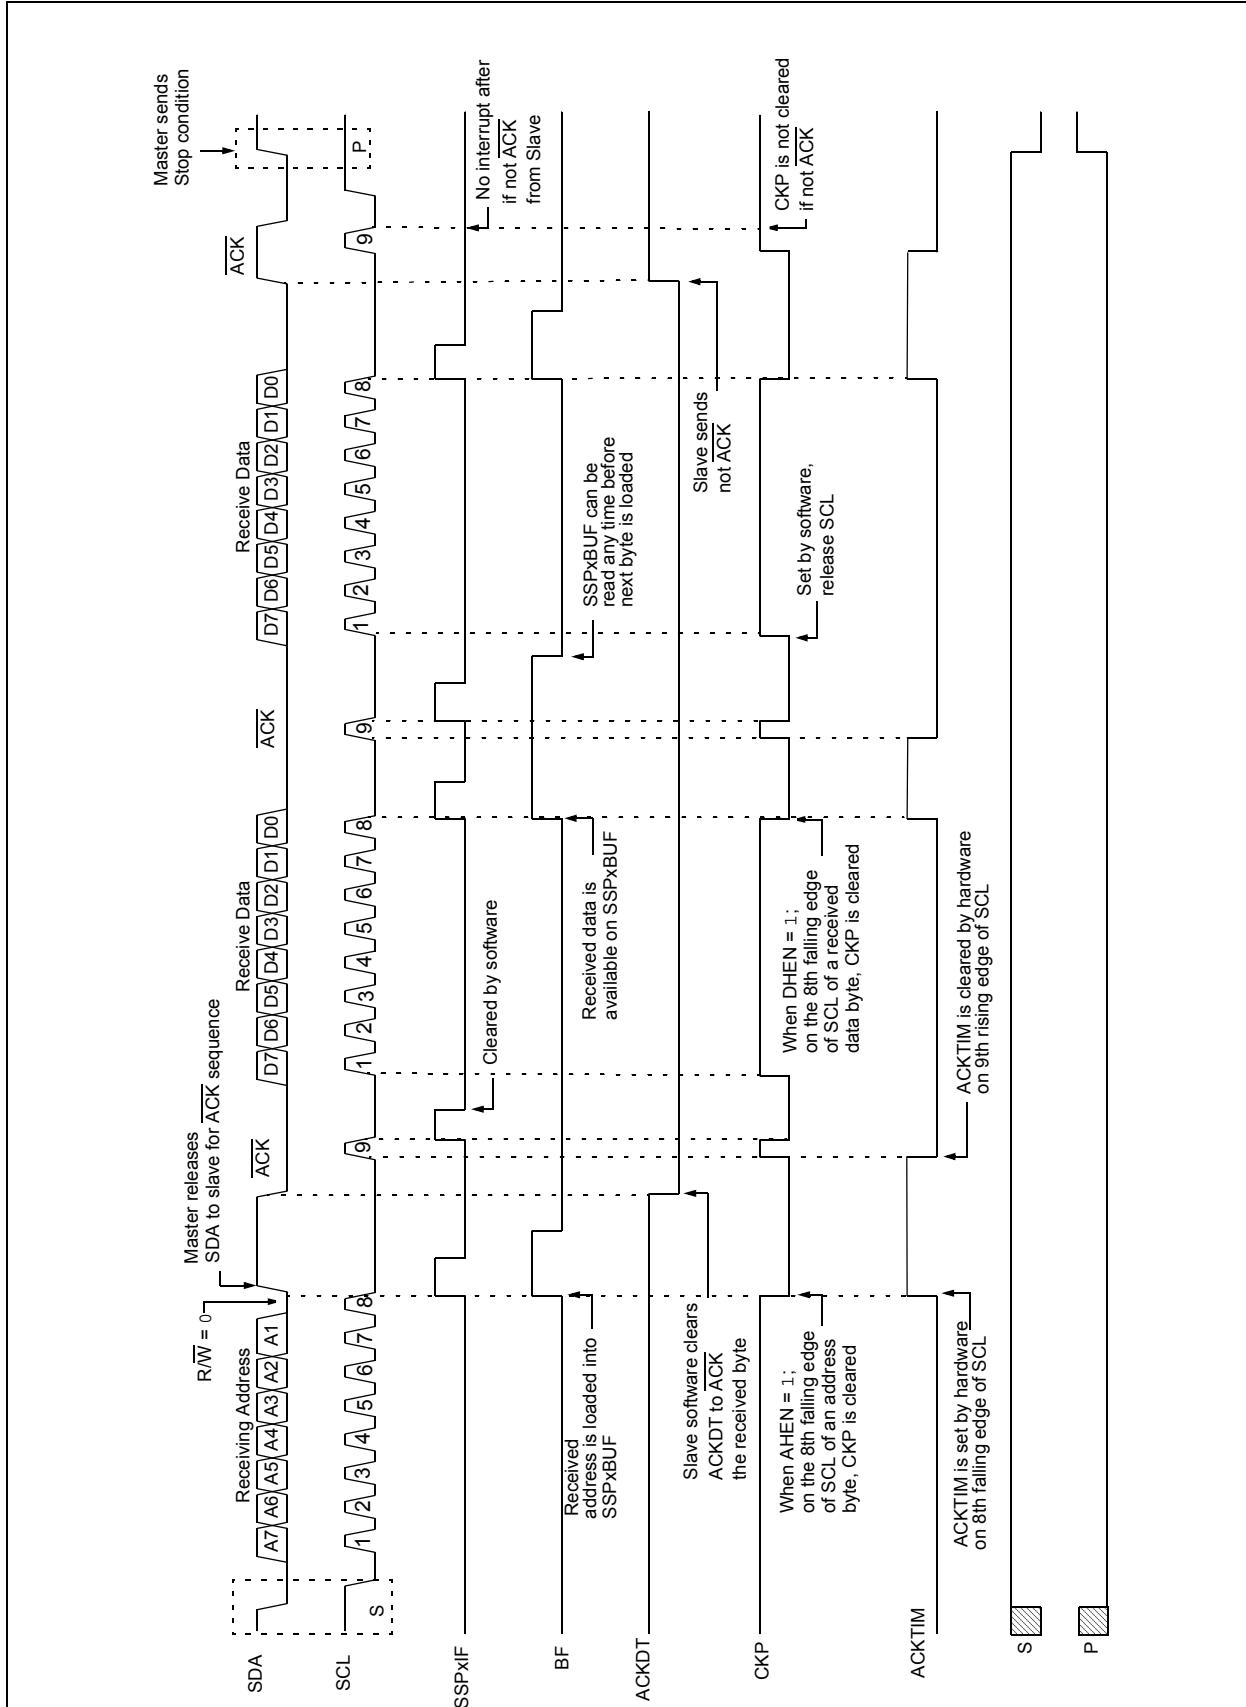 Master releases
SDA to slave for ACK sequence
Master sends
Stop condition
R/W = 0
Receiving Address
ACK
Receive Data
ACK
Receive Data
ACK
SDA
A7 A6 A5 A4 A3 A2 A1
D7 D6 D5 D4 D3 D2 D1 D0
D7 D6 D5 D4 D3 D2 D1 D0
SCL
S
1 2 3 4 5 6 7 8 9
1 2 3 4 5 6 7 8 9
1 2 3 4 5 6 7 8 9
P
SSPxIF
Cleared by software
No interrupt after
if not ACK
from Slave
BF
Received
address is loaded into
SSPxBUF
Received data is
available on SSPxBUF
SSPxBUF can be
read any time before
next byte is loaded
ACKDT
Slave software clears
ACKDT to ACK
the received byte
Slave sends
not ACK
CKP
When AHEN = 1;
on the 8th falling edge
of SCL of an address
byte, CKP is cleared
When DHEN = 1;
on the 8th falling edge
of SCL of a received
data byte, CKP is cleared
Set by software,
release SCL
CKP is not cleared
if not ACK
ACKTIM
ACKTIM is set by hardware
on 8th falling edge of SCL
ACKTIM is cleared by hardware
on 9th rising edge of SCL
S
P